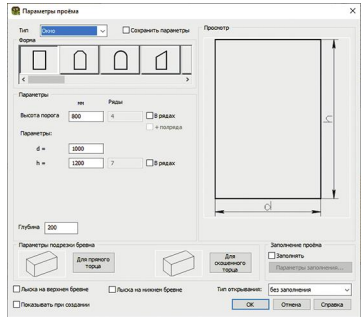 Параметры проёма
Тип Окно Сохранить параметры
Форма
Просмотр
Параметры
мм Ряды
Высота порога 800 4 В рядах
+ полряда
Параметры:
d = 1000
h = 1200 7 В рядах
h
d
Глубина 200
Параметры подрезки бревна
Для прямого торца
Для скошенного торца
Заполнение проёма
Заполнять
Параметры заполнения...
Лыска на верхнем бревне Лыска на нижнем бревне Тип открывания: без заполнения
Показывать при создании ОК Отмена Справка